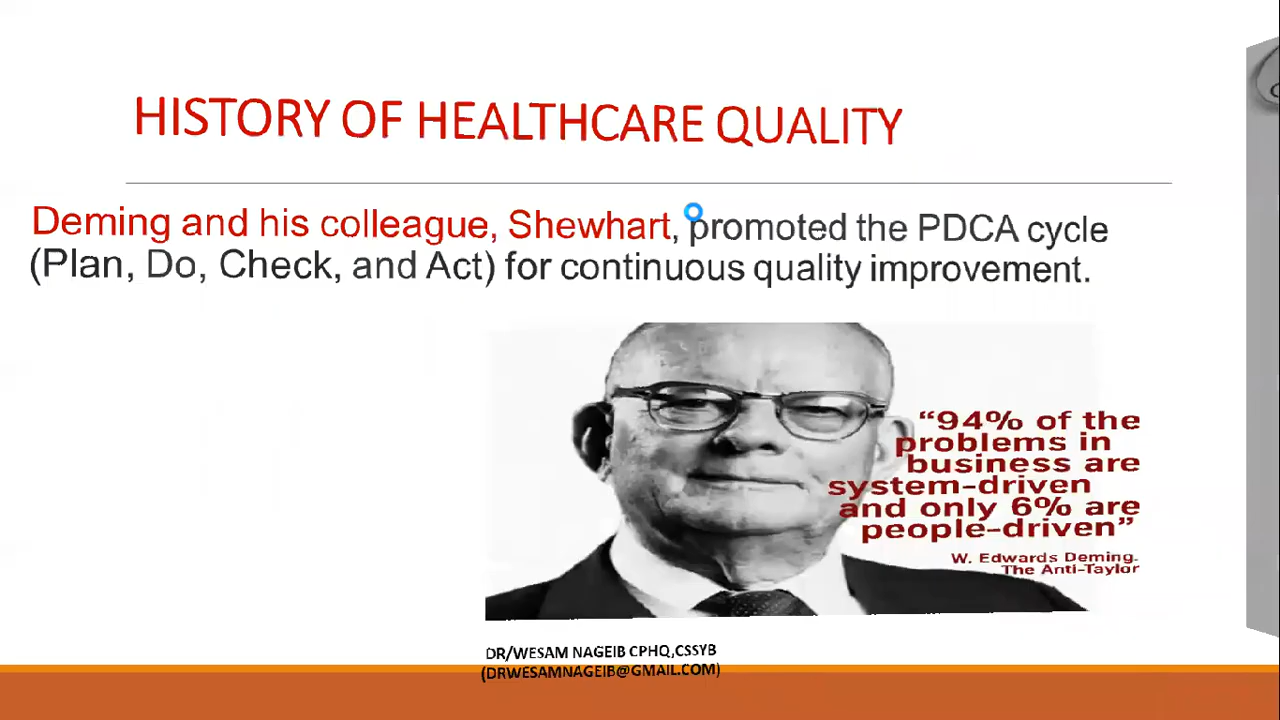 HISTORY OF HEALTHCARE QUALITY
Deming and his colleague, Shewhart, promoted the PDCA cycle
(Plan, Do, Check, and Act) for continuous quality improvement.
“94% of the
problems in
business are
system-driven
and only 6% are
people-driven”
W. Edwards Deming.
The Anti-Taylor
DR/WESAM NAGEIB CPHQ,CSSYB
(DRWESAMNAGEIB@GMAIL.COM)